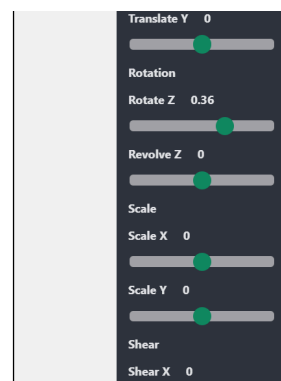 Translate Y 0
Rotation
Rotate Z 0.36
Revolve Z 0
Scale
Scale X 0
Scale Y 0
Shear
Shear X 0